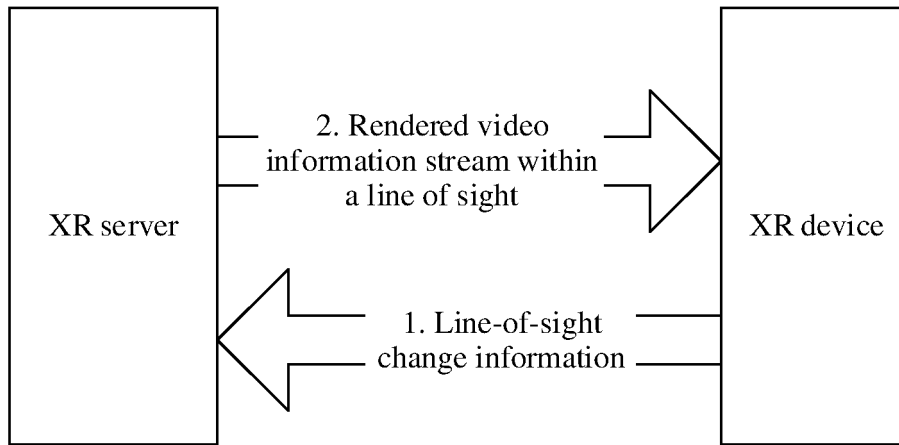 XR server
2. Rendered video
information stream within
a line of sight
1. Line-of-sight
change information
XR device